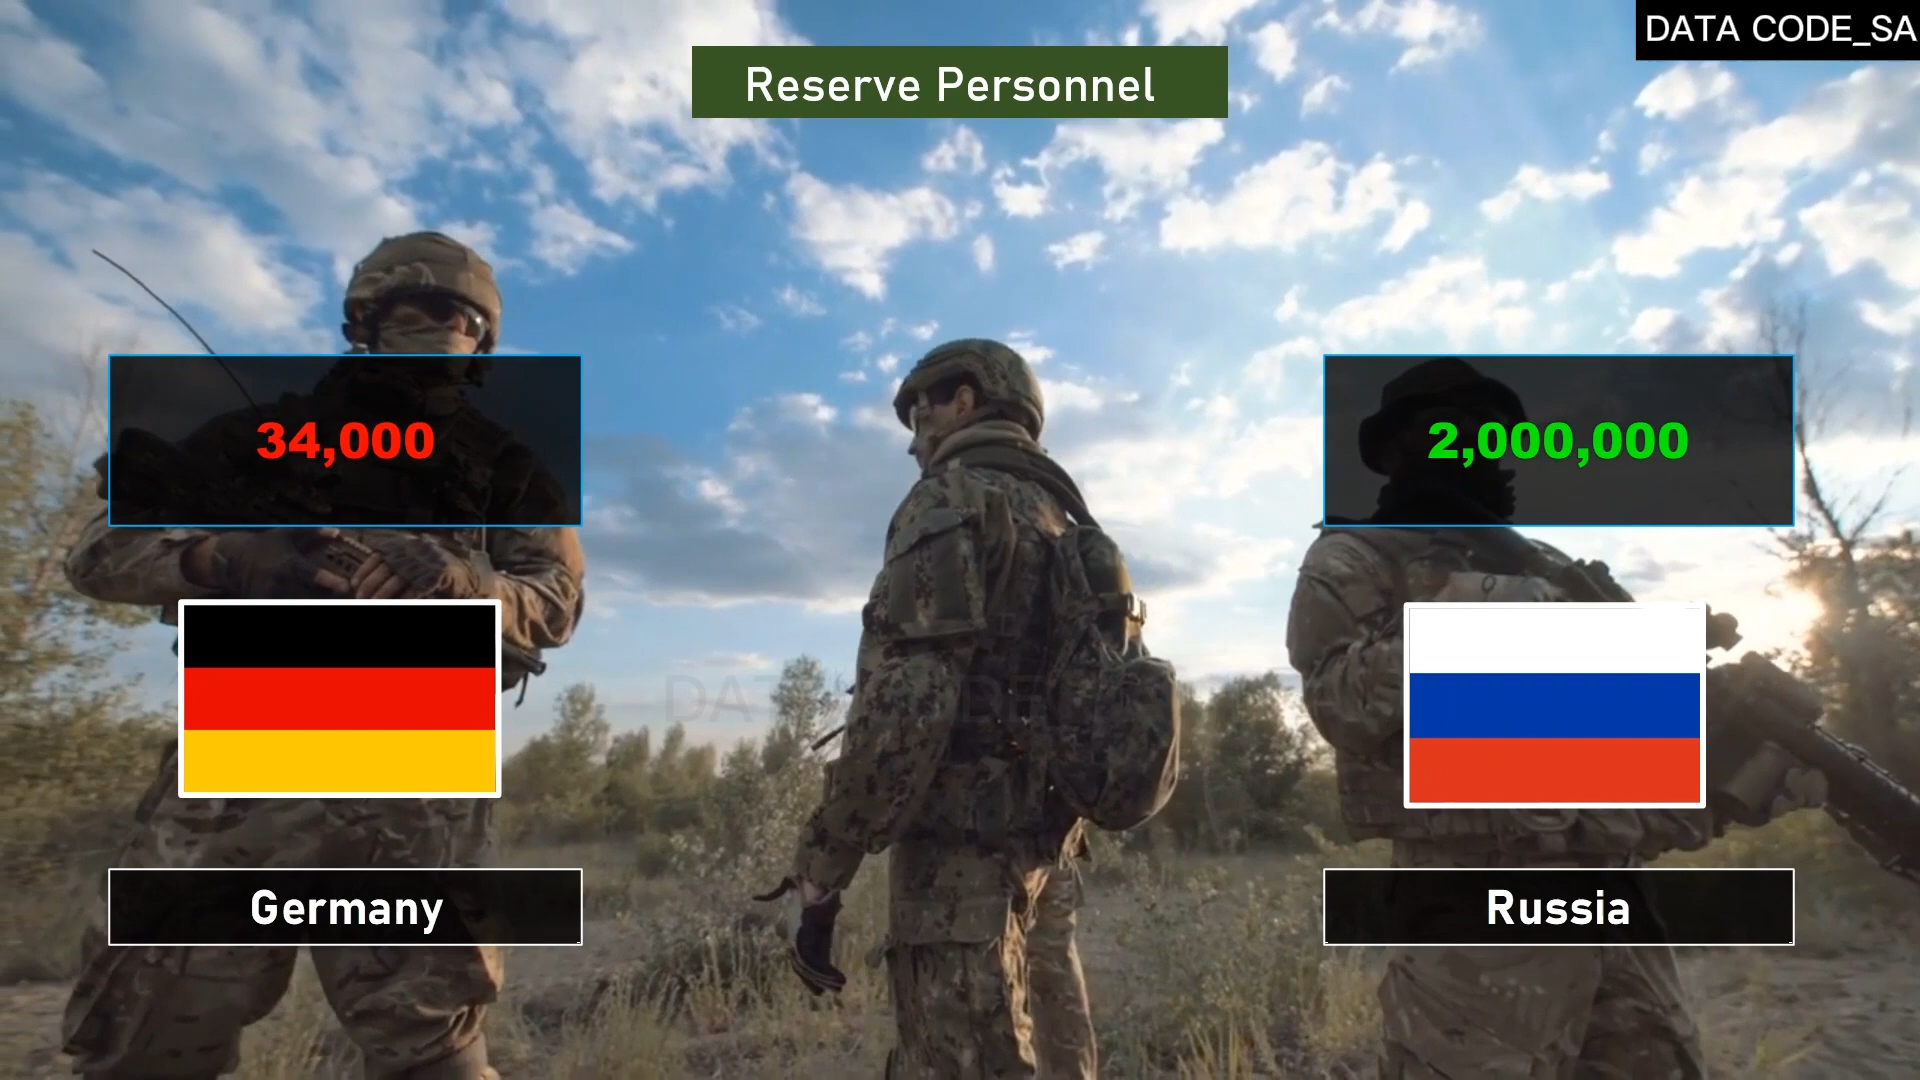 DATA CODE_SA
Reserve Personnel
34,000
2,000,000
Germany
Russia